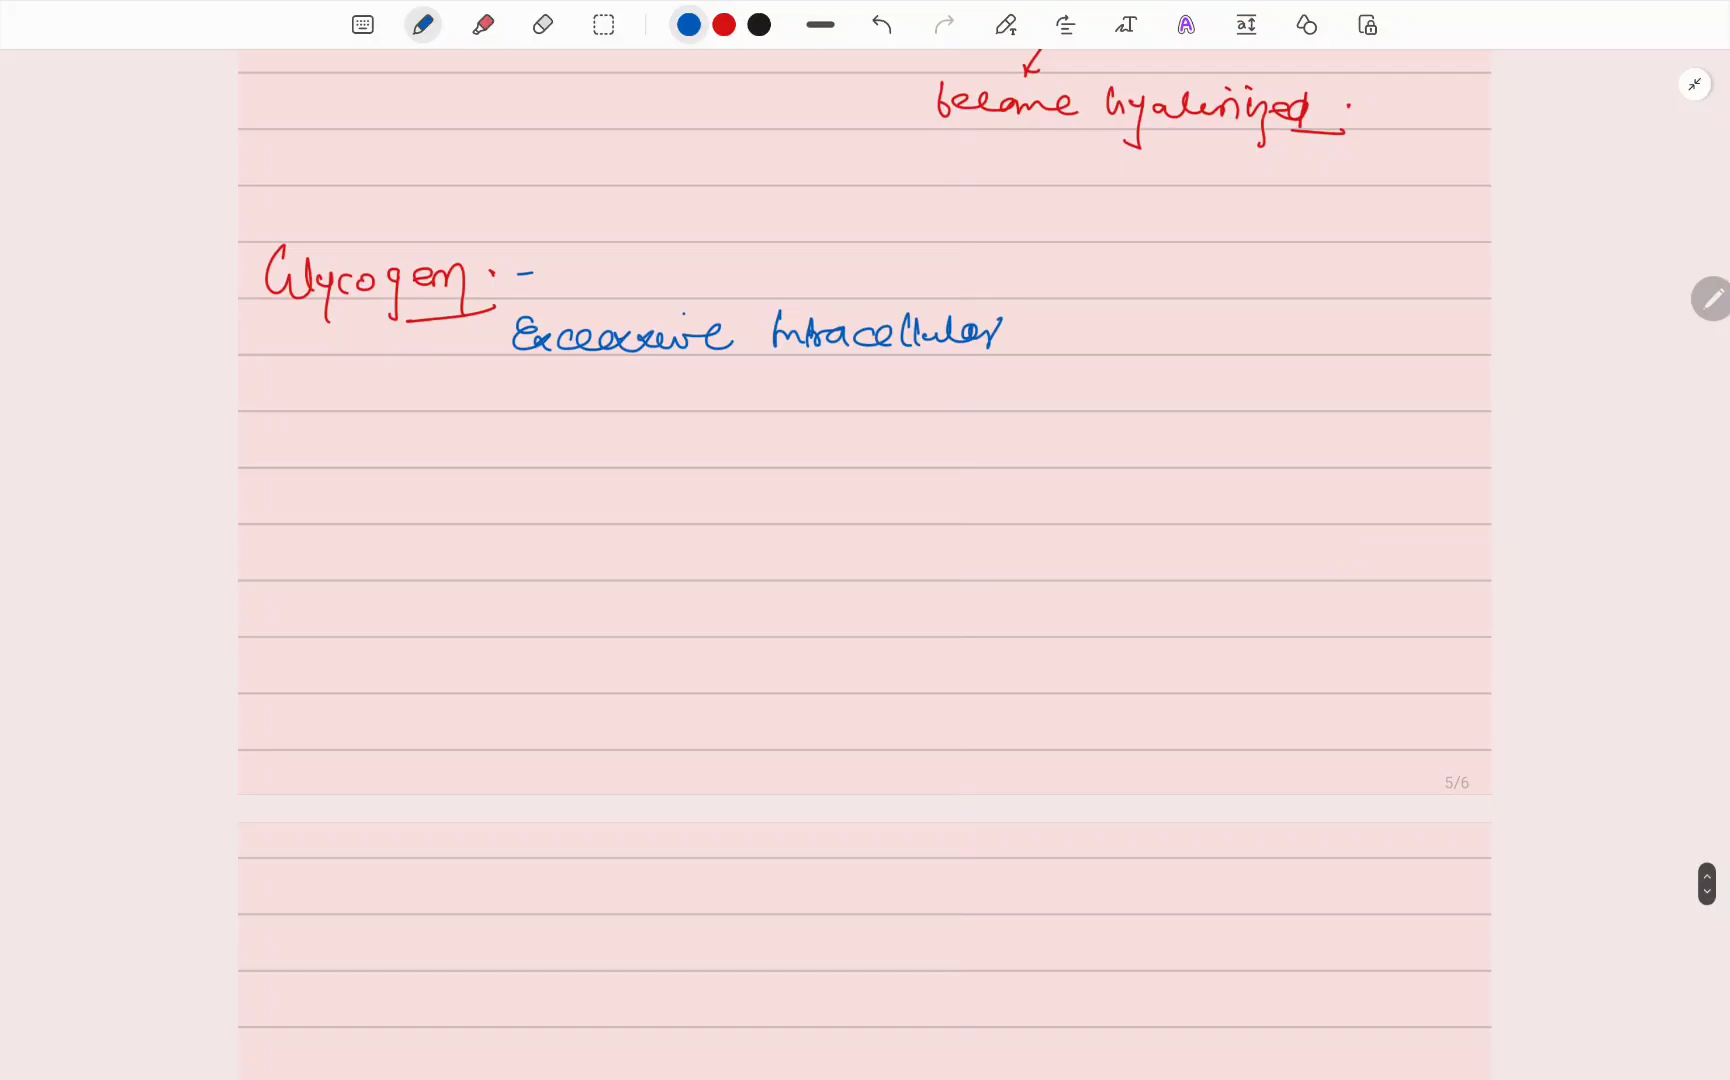 become hyalinized.
Glycogen. -
Excessive Intracellular
5/6